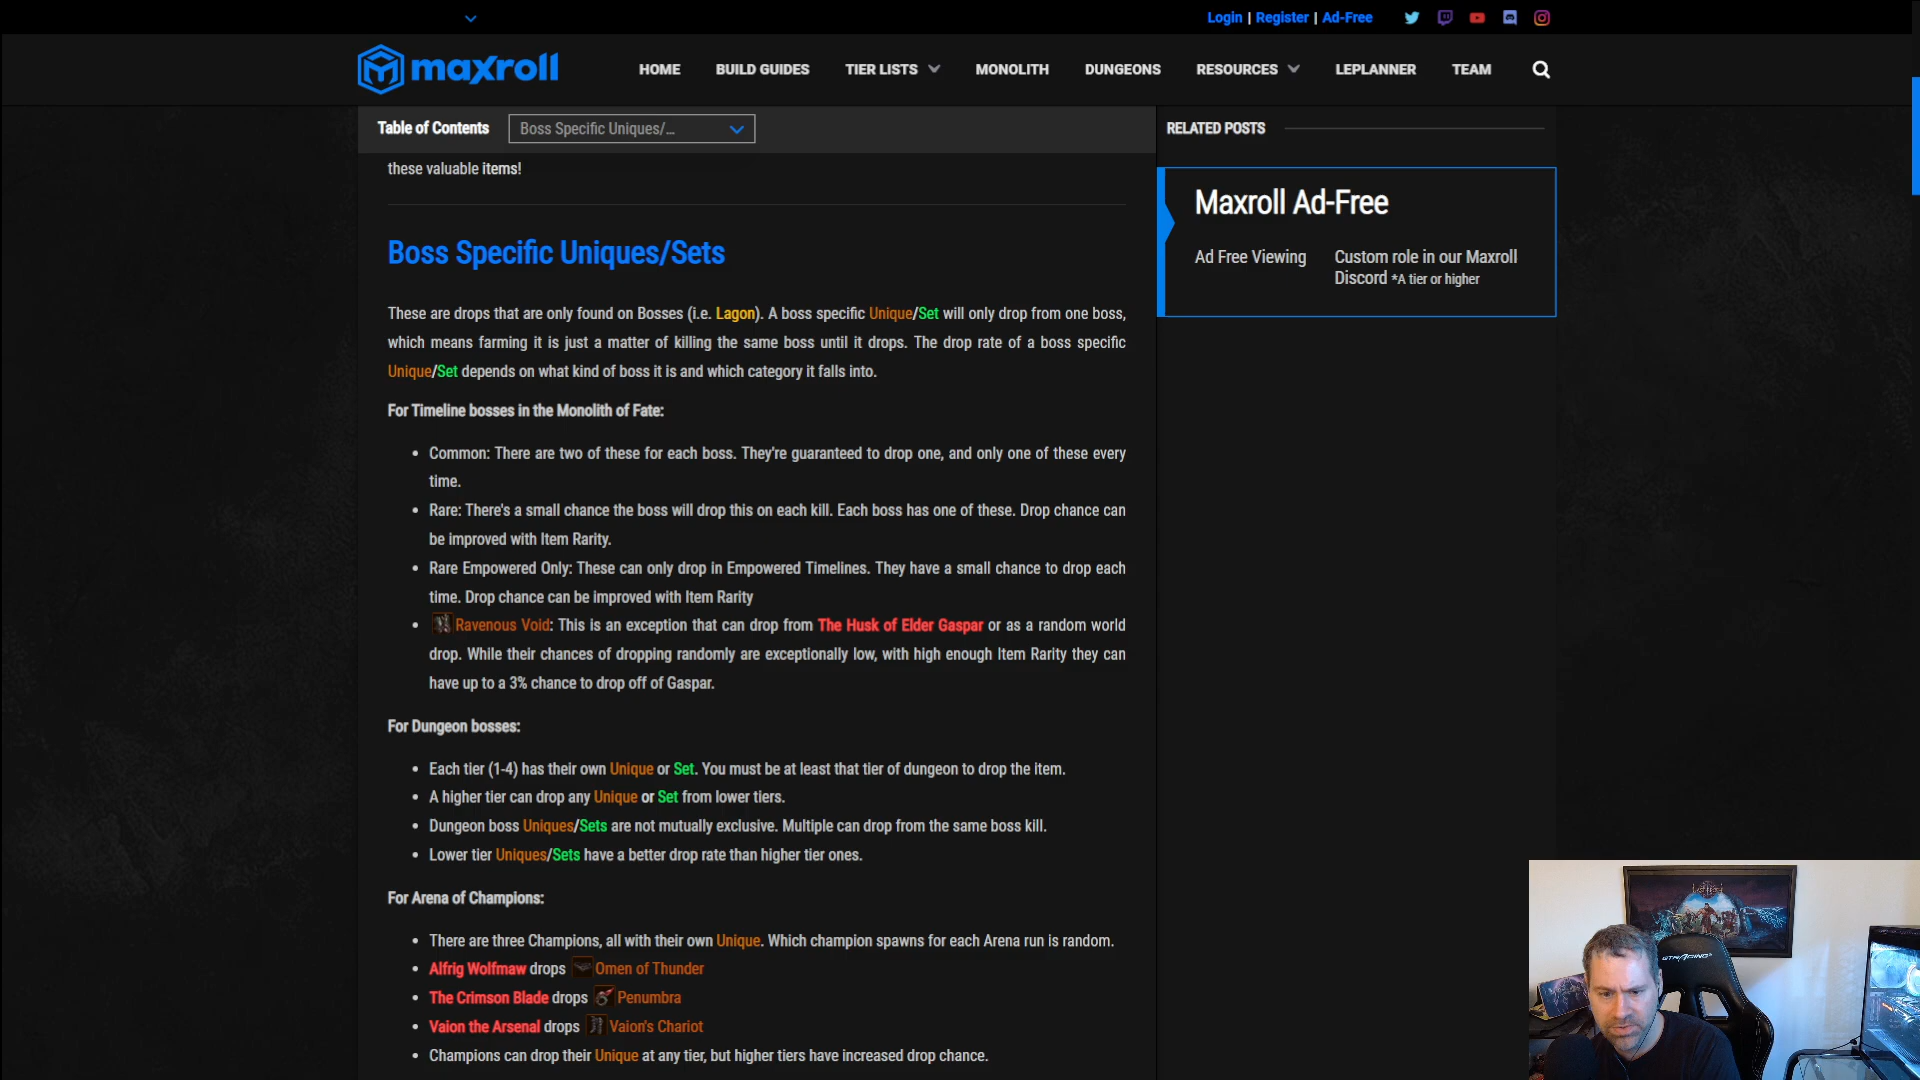 Login | Register | Ad-Free
maxroll
HOME BUILD GUIDES TIER LISTS MONOLITH DUNGEONS RESOURCES LEPLANNER TEAM
Table of Contents Boss Specific Uniques/...
RELATED POSTS
these valuable items!
Maxroll Ad-Free
Ad Free Viewing
Custom role in our Maxroll
Discord *A tier or higher
Boss Specific Uniques/Sets
These are drops that are only found on Bosses (i.e. Lagon). A boss specific Unique/Set will only drop from one boss,
which means farming it is just a matter of killing the same boss until it drops. The drop rate of a boss specific
Unique/Set depends on what kind of boss it is and which category it falls into.
For Timeline bosses in the Monolith of Fate:
• Common: There are two of these for each boss. They're guaranteed to drop one, and only one of these every
time.
• Rare: There's a small chance the boss will drop this on each kill. Each boss has one of these. Drop chance can
be improved with Item Rarity.
• Rare Empowered Only: These can only drop in Empowered Timelines. They have a small chance to drop each
time. Drop chance can be improved with Item Rarity
• Ravenous Void: This is an exception that can drop from The Husk of Elder Gaspar or as a random world
drop. While their chances of dropping randomly are exceptionally low, with high enough Item Rarity they can
have up to a 3% chance to drop off of Gaspar.
For Dungeon bosses:
• Each tier (1-4) has their own Unique or Set. You must be at least that tier of dungeon to drop the item.
• A higher tier can drop any Unique or Set from lower tiers.
• Dungeon boss Uniques/Sets are not mutually exclusive. Multiple can drop from the same boss kill.
• Lower tier Uniques/Sets have a better drop rate than higher tier ones.
For Arena of Champions:
• There are three Champions, all with their own Unique. Which champion spawns for each Arena run is random.
• Alfrig Wolfmaw drops Omen of Thunder
• The Crimson Blade drops Penumbra
• Vaion the Arsenal drops Vaion's Chariot
• Champions can drop their Unique at any tier, but higher tiers have increased drop chance.
GTRACING